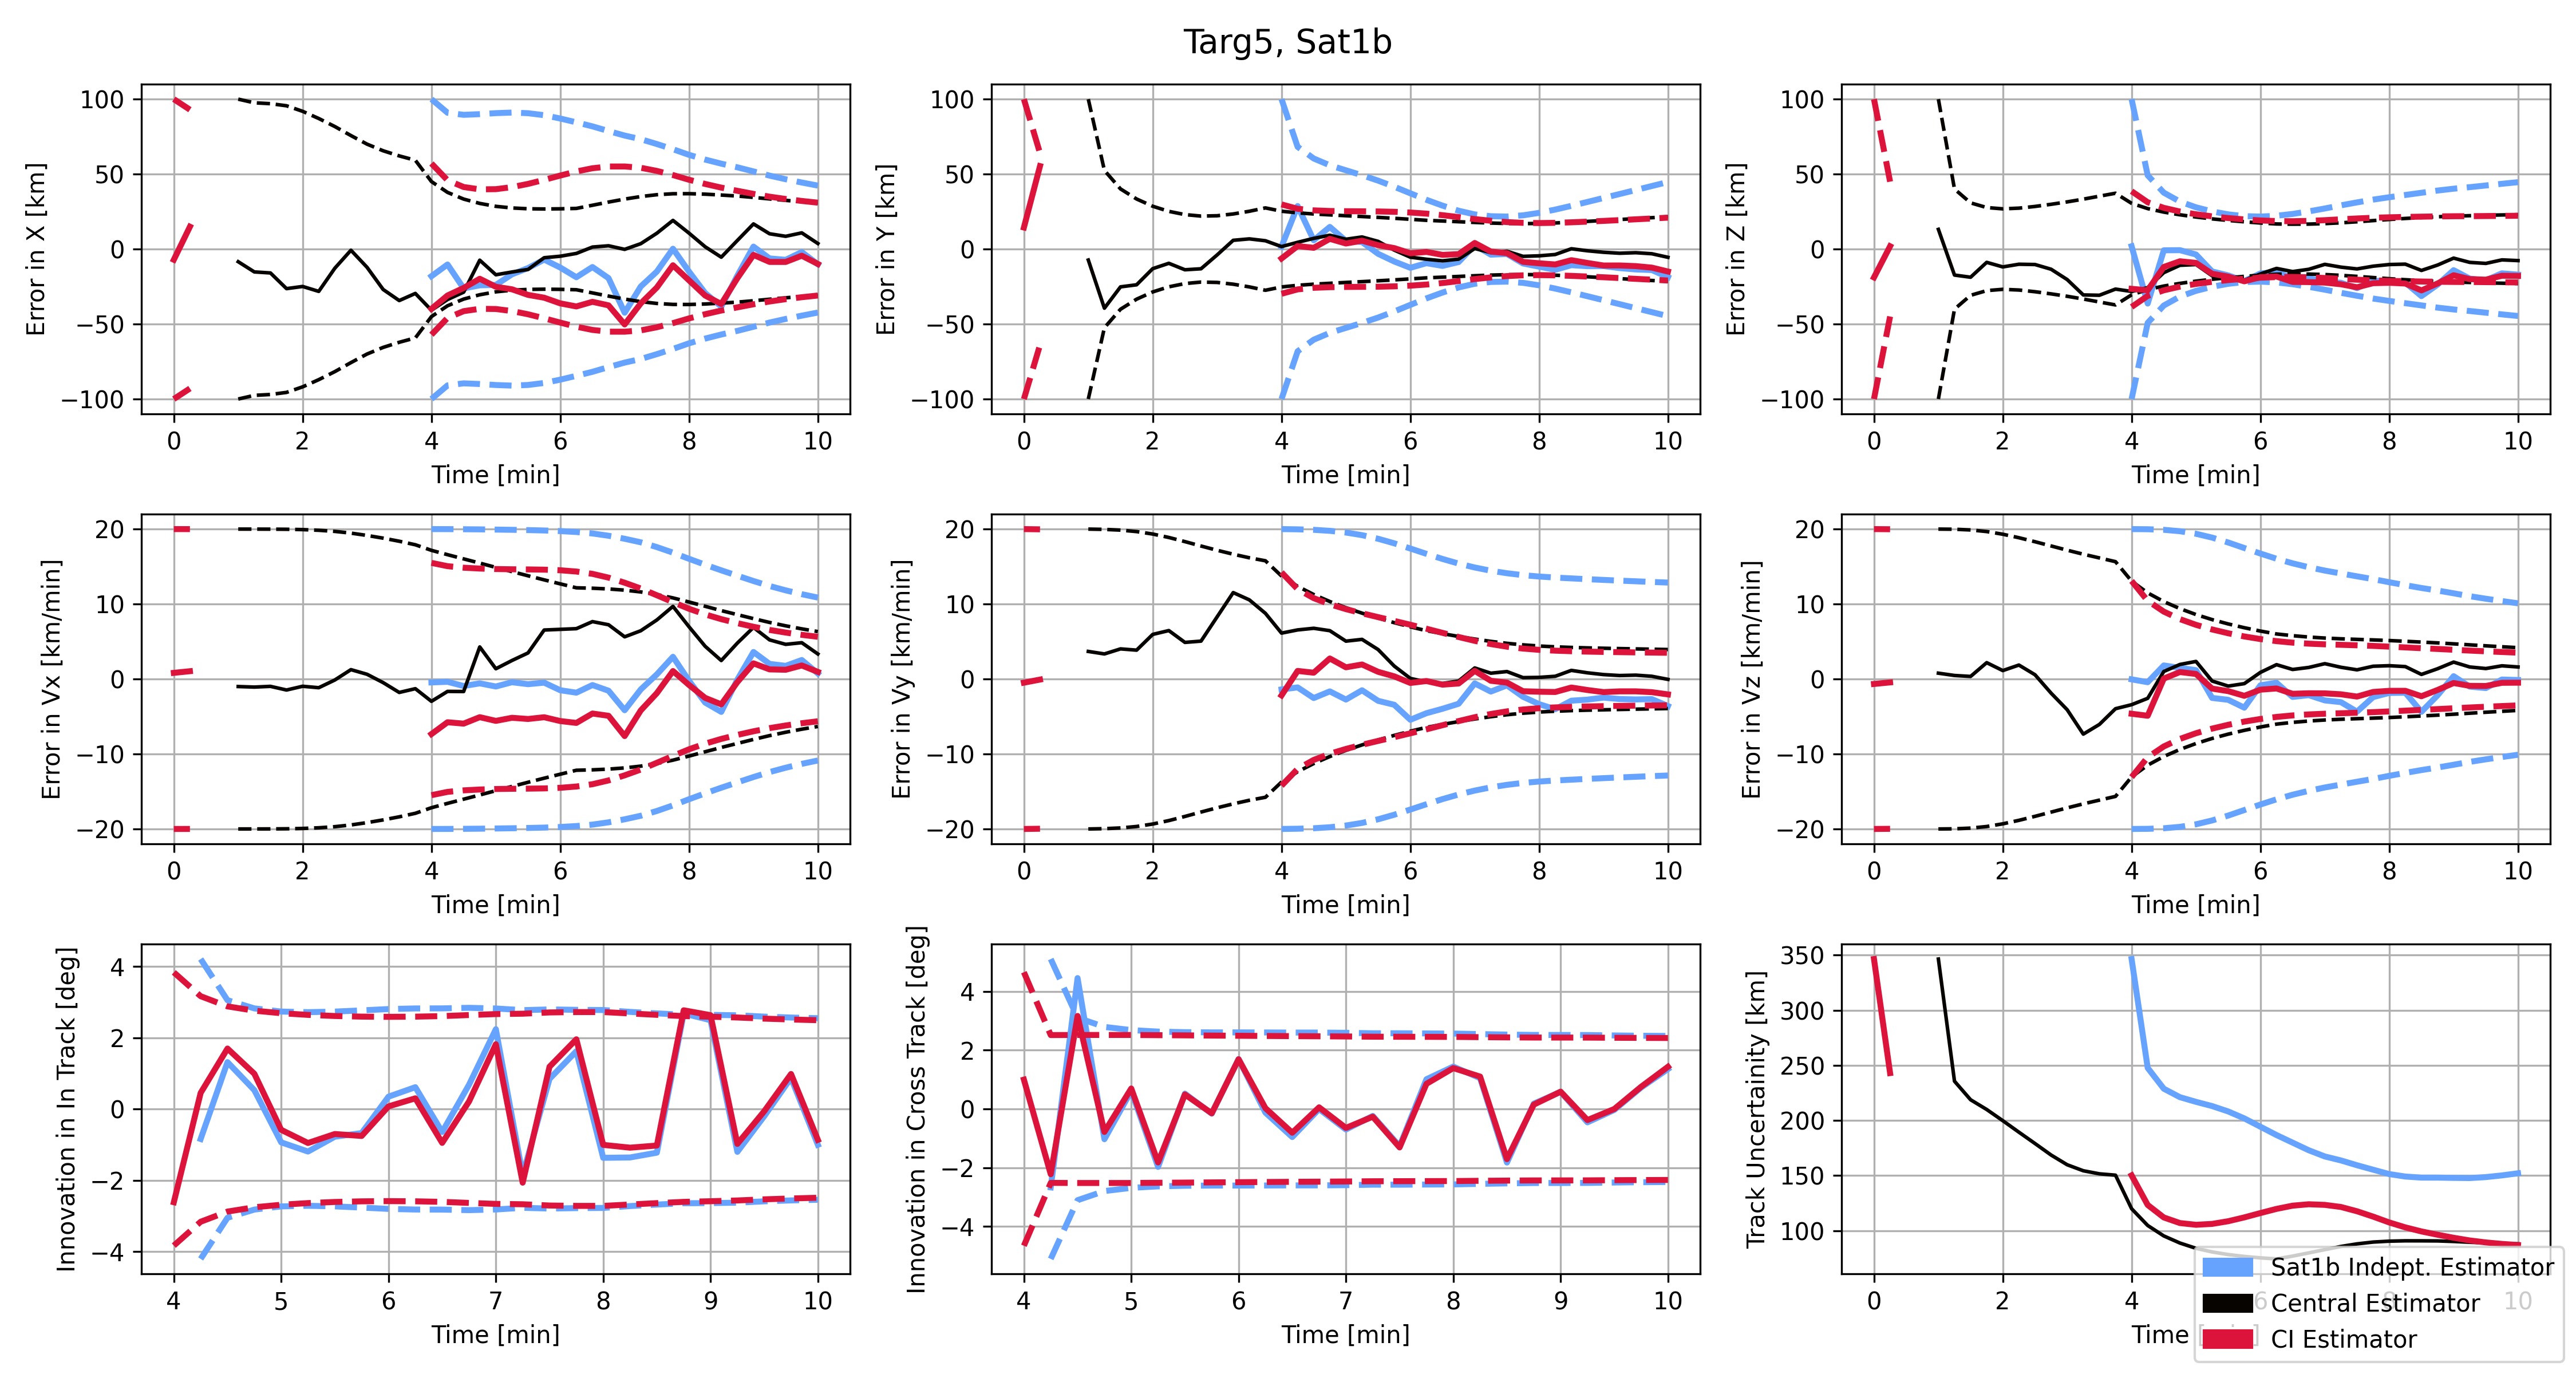 Targ5, Sat1b
Error in X [km]
100
50
0
−50
−100
0 2 4 6 8 10
Time [min]
Error in Y [km]
100
50
0
−50
−100
0 2 4 6 8 10
Time [min]
Error in Z [km]
100
50
0
−50
−100
0 2 4 6 8 10
Time [min]
Error in Vx [km/min]
20
10
0
−10
−20
0 2 4 6 8 10
Time [min]
Error in Vy [km/min]
20
10
0
−10
−20
0 2 4 6 8 10
Time [min]
Error in Vz [km/min]
20
10
0
−10
−20
0 2 4 6 8 10
Time [min]
Innovation in In Track [deg]
4
2
0
−2
−4
4 5 6 7 8 9 10
Time [min]
Innovation in Cross Track [deg]
4
2
0
−2
−4
4 5 6 7 8 9 10
Time [min]
Track Uncertainity [km]
350
300
250
200
150
100
0 2 4 6 8 10
Time
Sat1b Indept. Estimator
Central Estimator
CI Estimator